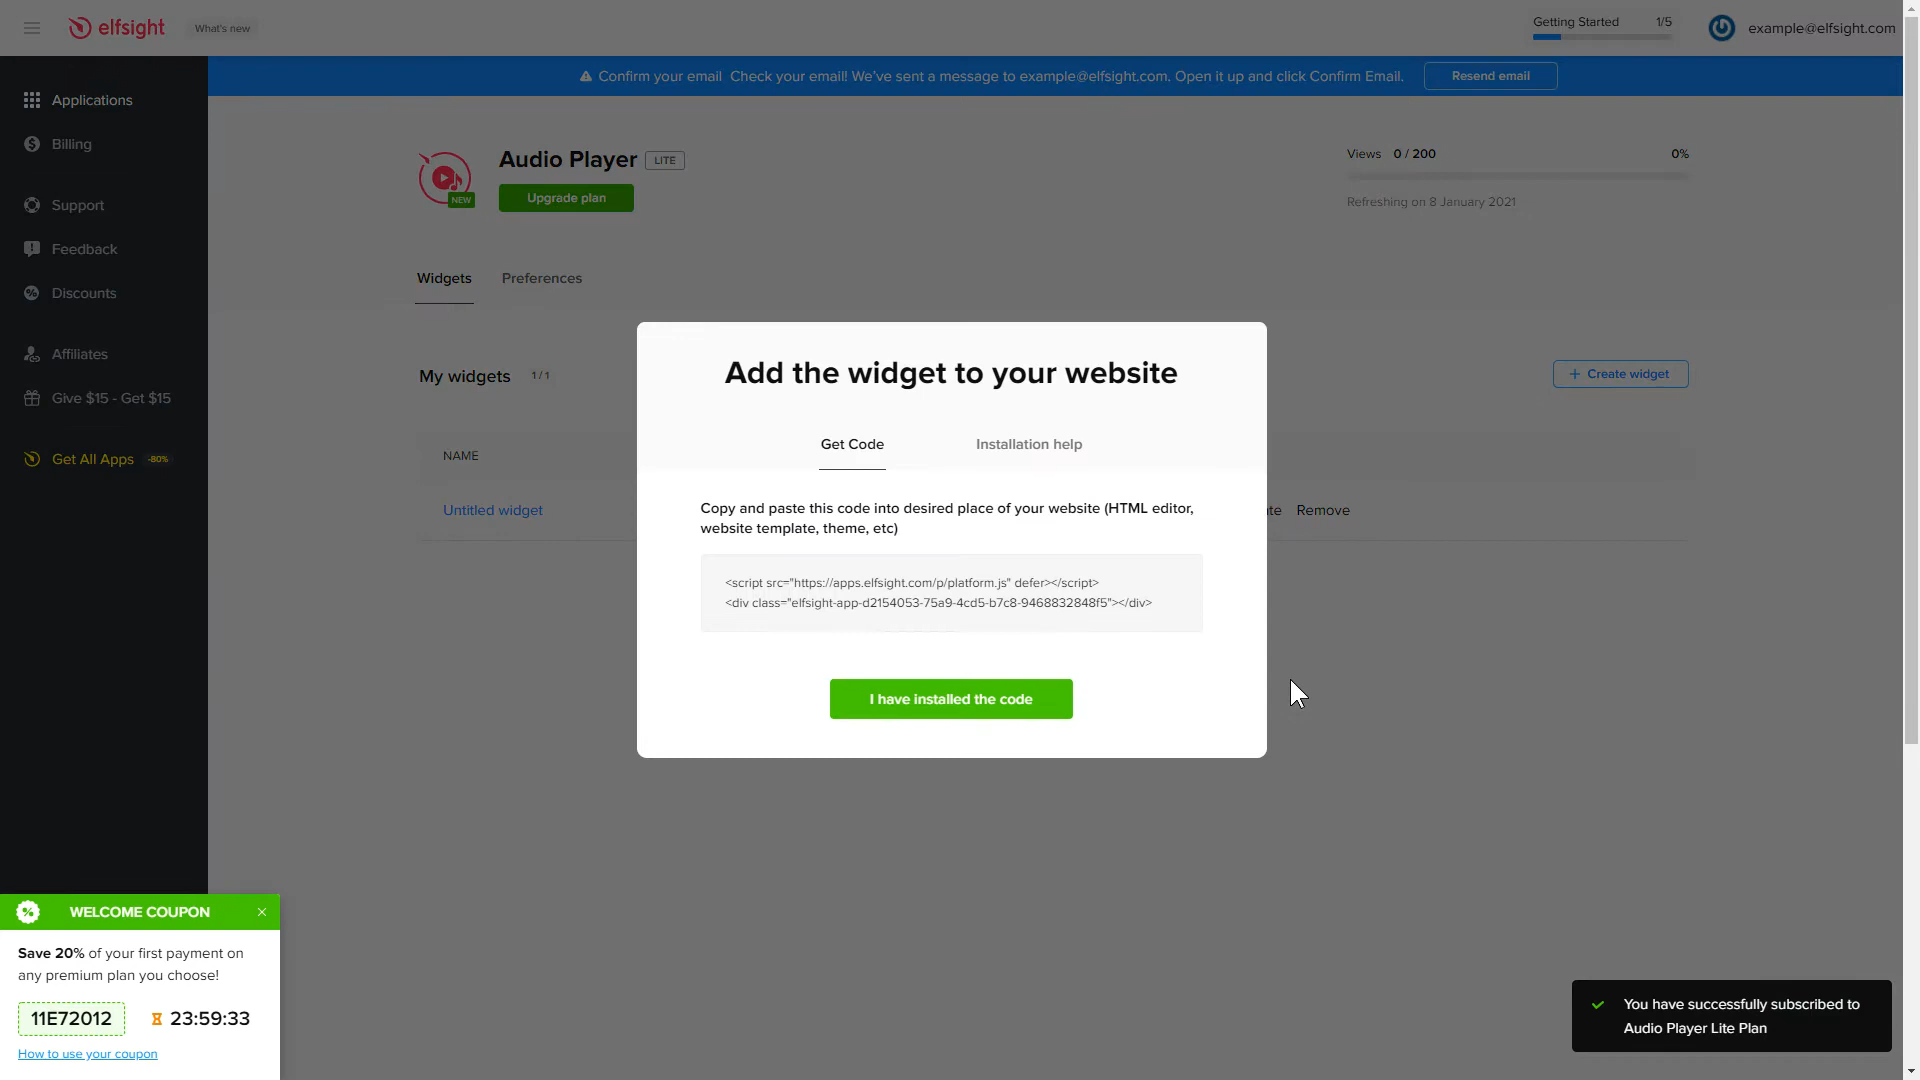 elfsight
What's new
Getting Started 1/5
example@elfsight.com
Confirm your email Check your email! We've sent a message to example@elfsight.com. Open it up and click Confirm Email.
Resend email
Applications
Billing
Support
Feedback
Discounts
Affiliates
Give $15 - Get $15
Get All Apps -80%
NEW
Audio Player LITE
Upgrade plan
Views 0 / 200 0%
Refreshing on 8 January 2021
Widgets Preferences
My widgets 1 / 1
Create widget
NAME
Untitled widget
Remove
Add the widget to your website
Get Code Installation help
Copy and paste this code into desired place of your website (HTML editor,
website template, theme, etc)
<script src="https://apps.elfsight.com/p/platform.js" defer></script>
<div class="elfsight-app-d2154053-75a9-4cd5-b7c8-9468832848f5"></div>
I have installed the code
WELCOME COUPON
Save 20% of your first payment on
any premium plan you choose!
11E72012 23:59:33
How to use your coupon
You have successfully subscribed to
Audio Player Lite Plan